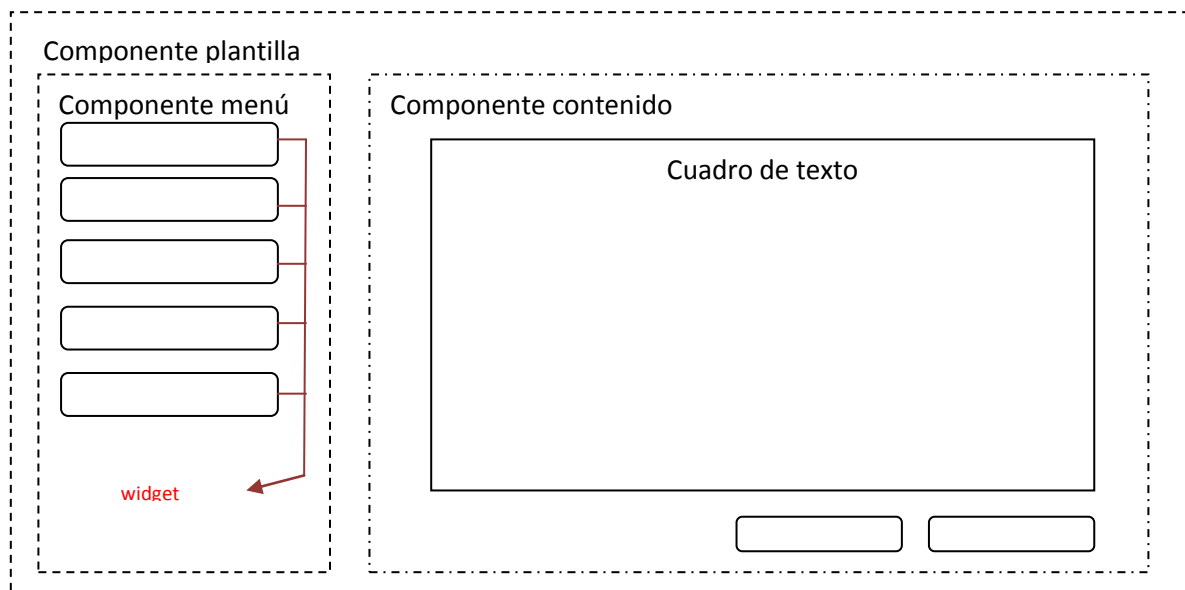 Componente plantilla
Componente menú
Componente contenido
Cuadro de texto
widget